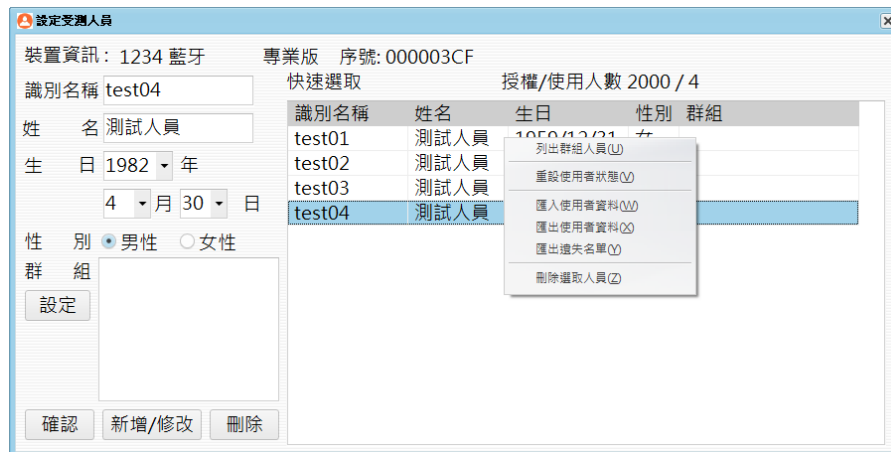 設定受測人員
裝置資訊: 1234 藍牙 專業版 序號: 000003CF
識別名稱 test04
姓 名 測試人員
生 日 1982 年
4 月 30 日
性 別 男性 女性
群 組
設定
確認 新增/修改 刪除
快速選取 授權/使用人數 2000 / 4
識別名稱 姓名 生日 性別 群組
test01 測試人員 1959/12/31 女
test02 測試人員
test03 測試人員
test04 測試人員
列出群組人員(U)
重設使用者狀態(V)
匯入使用者資料(W)
匯出使用者資料(X)
匯出遺失名單(Y)
刪除選取人員(Z)